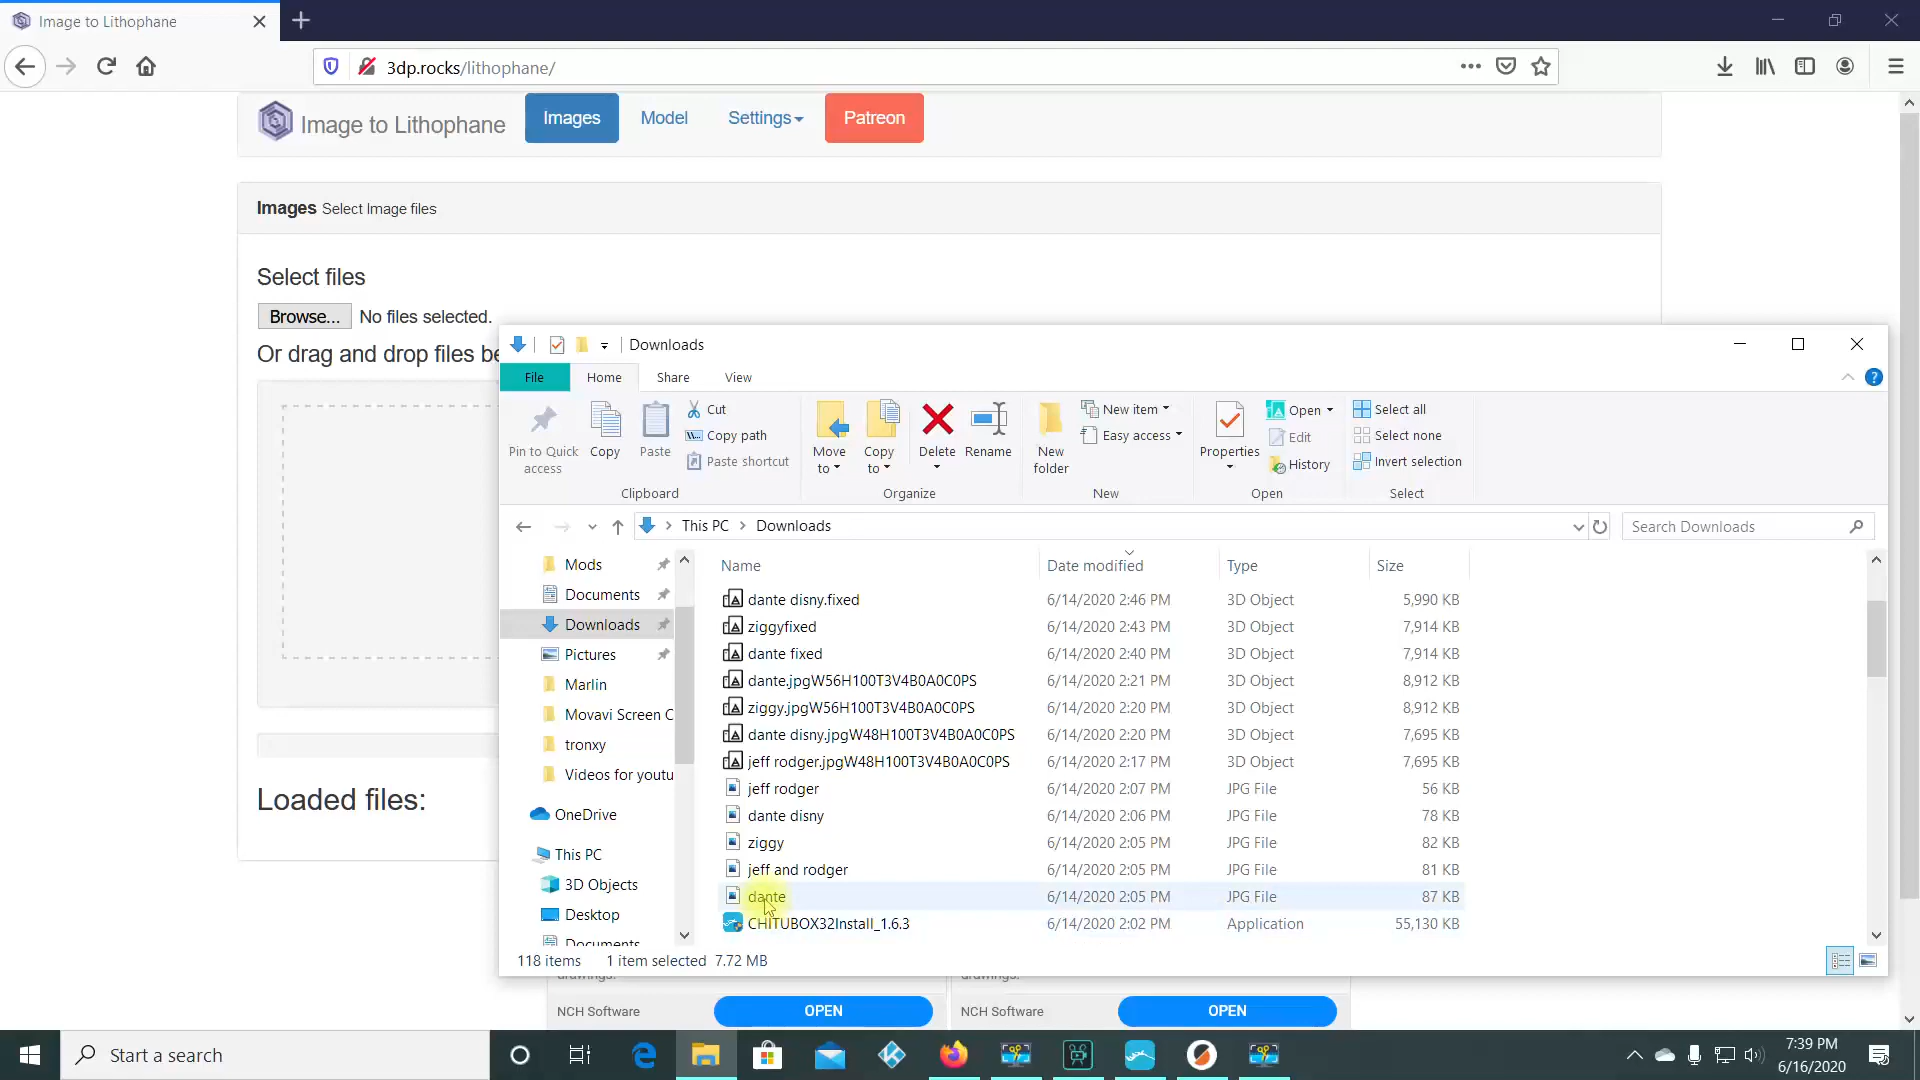 Image to Lithophane
3dp.rocks/lithophane/
Image to Lithophane
Images
Model
Settings
Patreon
Images Select Image files
Select files
Browse... No files selected.
Or drag and drop files be
Loaded files:
Downloads
File
Home
Share
View
Pin to Quick access
Copy
Paste
Cut
Copy path
Paste shortcut
Clipboard
Move to
Copy to
Delete
Rename
Organize
New folder
New item
Easy access
New
Properties
Open
Edit
History
Open
Select all
Select none
Invert selection
Select
This PC > Downloads
Search Downloads
Mods
Documents
Downloads
Pictures
Marlin
Movavi Screen C
tronxy
Videos for youtu
OneDrive
This PC
3D Objects
Desktop
Documents
Name Date modified Type Size
dante disny.fixed 6/14/2020 2:46 PM 3D Object 5,990 KB
ziggyfixed 6/14/2020 2:43 PM 3D Object 7,914 KB
dante fixed 6/14/2020 2:40 PM 3D Object 7,914 KB
dante.jpgW56H100T3V4B0A0C0PS 6/14/2020 2:21 PM 3D Object 8,912 KB
ziggy.jpgW56H100T3V4B0A0C0PS 6/14/2020 2:20 PM 3D Object 8,912 KB
dante disny.jpgW48H100T3V4B0A0C0PS 6/14/2020 2:20 PM 3D Object 7,695 KB
jeff rodger.jpgW48H100T3V4B0A0C0PS 6/14/2020 2:17 PM 3D Object 7,695 KB
jeff rodger 6/14/2020 2:07 PM JPG File 56 KB
dante disny 6/14/2020 2:06 PM JPG File 78 KB
ziggy 6/14/2020 2:05 PM JPG File 82 KB
jeff and rodger 6/14/2020 2:05 PM JPG File 81 KB
dante 6/14/2020 2:05 PM JPG File 87 KB
CHITUBOX32Install_1.6.3 6/14/2020 2:02 PM Application 55,130 KB
118 items 1 item selected 7.72 MB
drawings. drawings.
NCH Software OPEN NCH Software OPEN
Start a search
7:39 PM
6/16/2020